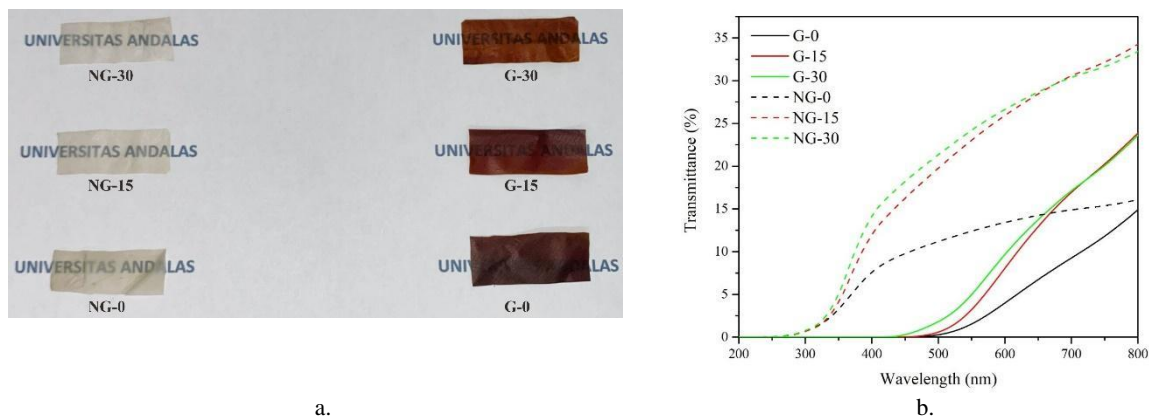 UNIVERSITAS ANDALAS
NG-30
UNIVERSITAS ANDALAS
G-30
UNIVERSITAS ANDALAS
NG-15
UNIVERSITAS ANDALAS
G-15
UNIVERSITAS ANDALAS
NG-0
UNIVERSITAS ANDALAS
G-0
a.
G-0
G-15
G-30
NG-0
NG-15
NG-30
Transmittance (%)
35
30
25
20
15
10
5
0
200 300 400 500 600 700 800
Wavelength (nm)
b.